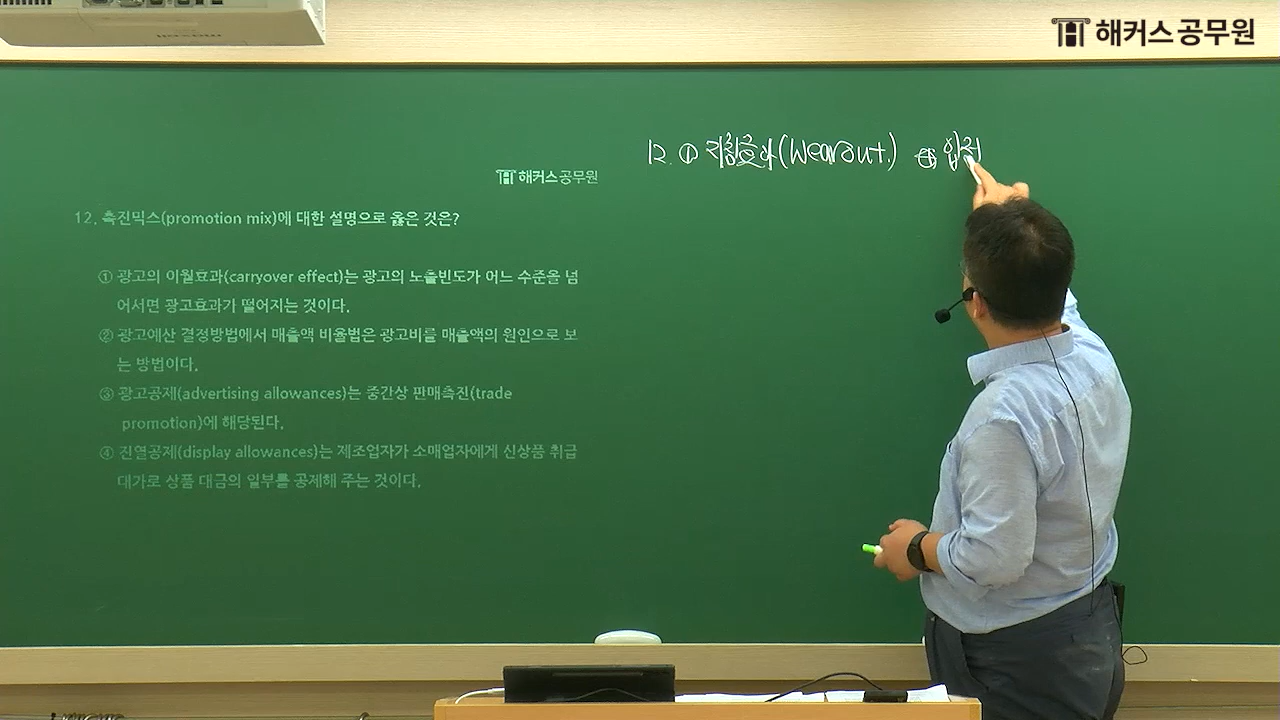 해커스공무원
12. ① 지침효과(Wearout.) ④ 입점
해커스공무원
12. 촉진믹스(promotion mix)에 대한 설명으로 옳은 것은?
① 광고의 이월효과(carryover effect)는 광고의 노출빈도가 어느 수준을 넘
어서면 광고효과가 떨어지는 것이다.
② 광고예산 결정방법에서 매출액 비율법은 광고비를 매출액의 원인으로 보
는 방법이다.
③ 광고공제(advertising allowances)는 중간상 판매촉진(trade
promotion)에 해당된다.
④ 진열공제(display allowances)는 제조업자가 소매업자에게 신상품 취급
대가로 상품 대금의 일부를 공제해 주는 것이다.